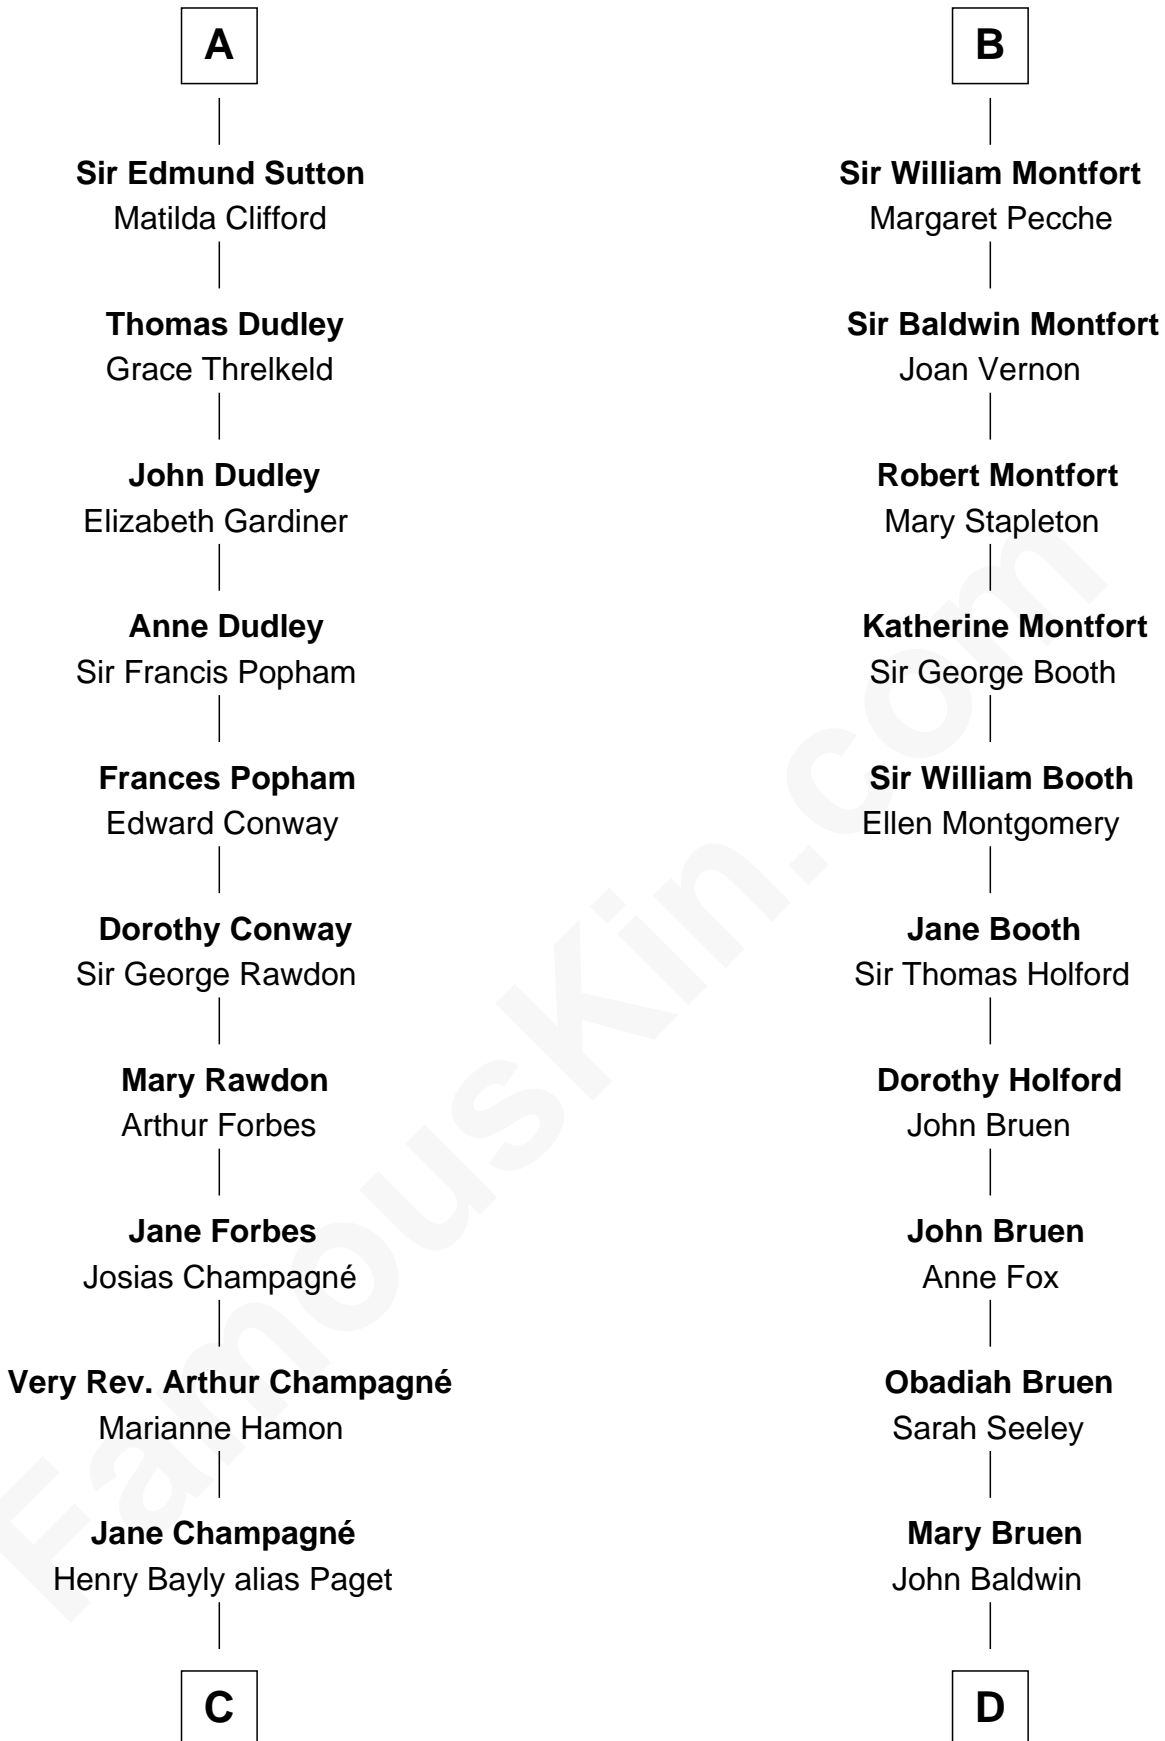 A
Sir Edmund Sutton
Matilda Clifford
Thomas Dudley
Grace Threlkeld
John Dudley
Elizabeth Gardiner
Anne Dudley
Sir Francis Popham
Frances Popham
Edward Conway
Dorothy Conway
Sir George Rawdon
Mary Rawdon
Arthur Forbes
Jane Forbes
Josias Champagné
Very Rev. Arthur Champagné
Marianne Hamon
Jane Champagné
Henry Bayly alias Paget
C
B
Sir William Montfort
Margaret Pecche
Sir Baldwin Montfort
Joan Vernon
Robert Montfort
Mary Stapleton
Katherine Montfort
Sir George Booth
Sir William Booth
Ellen Montgomery
Jane Booth
Sir Thomas Holford
Dorothy Holford
John Bruen
John Bruen
Anne Fox
Obadiah Bruen
Sarah Seeley
Mary Bruen
John Baldwin
D
FamousKin.com